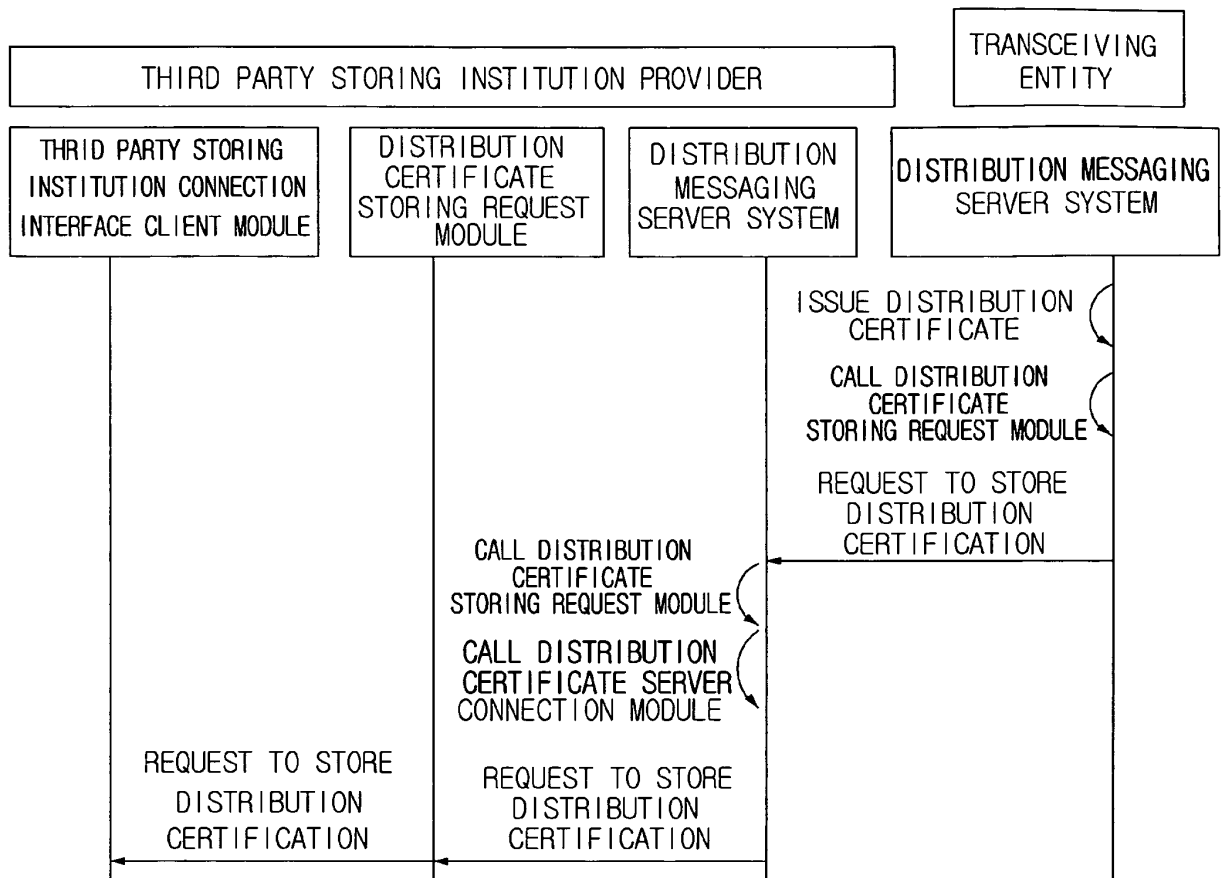 THIRD PARTY STORING INSTITUTION PROVIDER
TRANSCEIVING
ENTITY
THRID PARTY STORING
INSTITUTION CONNECTION
INTERFACE CLIENT MODULE
DISTRIBUTION
CERTIFICATE
STORING REQUEST
MODULE
DISTRIBUTION
MESSAGING
SERVER SYSTEM
DISTRIBUTION MESSAGING
SERVER SYSTEM
ISSUE DISTRIBUTION
CERTIFICATE
CALL DISTRIBUTION
CERTIFICATE
STORING REQUEST MODULE
REQUEST TO STORE
DISTRIBUTION
CERTIFICATION
CALL DISTRIBUTION
CERTIFICATE
STORING REQUEST MODULE
CALL DISTRIBUTION
CERTIFICATE SERVER
CONNECTION MODULE
REQUEST TO STORE
DISTRIBUTION
CERTIFICATION
REQUEST TO STORE
DISTRIBUTION
CERTIFICATION